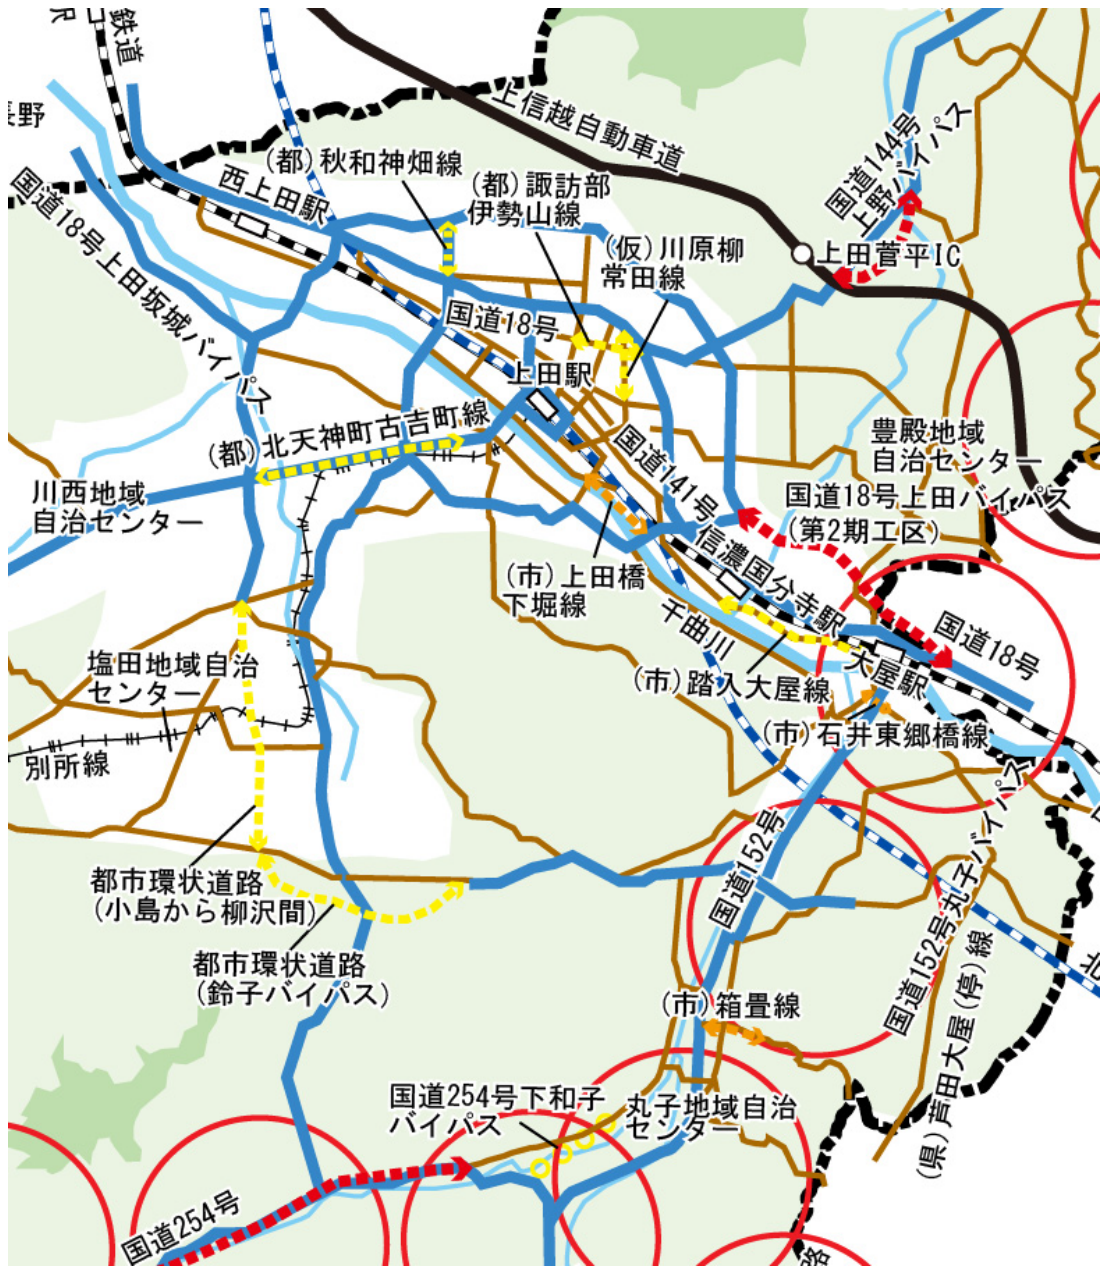 鉄道
長野
上信越自動車道
(都)秋和神畑線
西上田駅
(都)諏訪部
伊勢山線
国道144号
上野バイパス
国道18号上田坂城バイパス
(仮)川原柳
常田線
上田菅平IC
国道18号
上田駅
(都)北天神町古吉町線
国道141号
豊殿地域
自治センター
川西地域
自治センター
国道18号上田バイパス
(第2期工区)
信濃国分寺駅
(市)上田橋
下堀線
千曲川
国道18号
大屋駅
塩田地域自治
センター
(市)踏入大屋線
(市)石井東郷橋線
別所線
国道152号
国道152号丸子バイパス
都市環状道路
(小島から柳沢間)
都市環状道路
(鈴子バイパス)
北
(市)箱畳線
(県)芦田大屋(停)線
国道254号下和子
バイパス
丸子地域自治
センター
国道254号
路